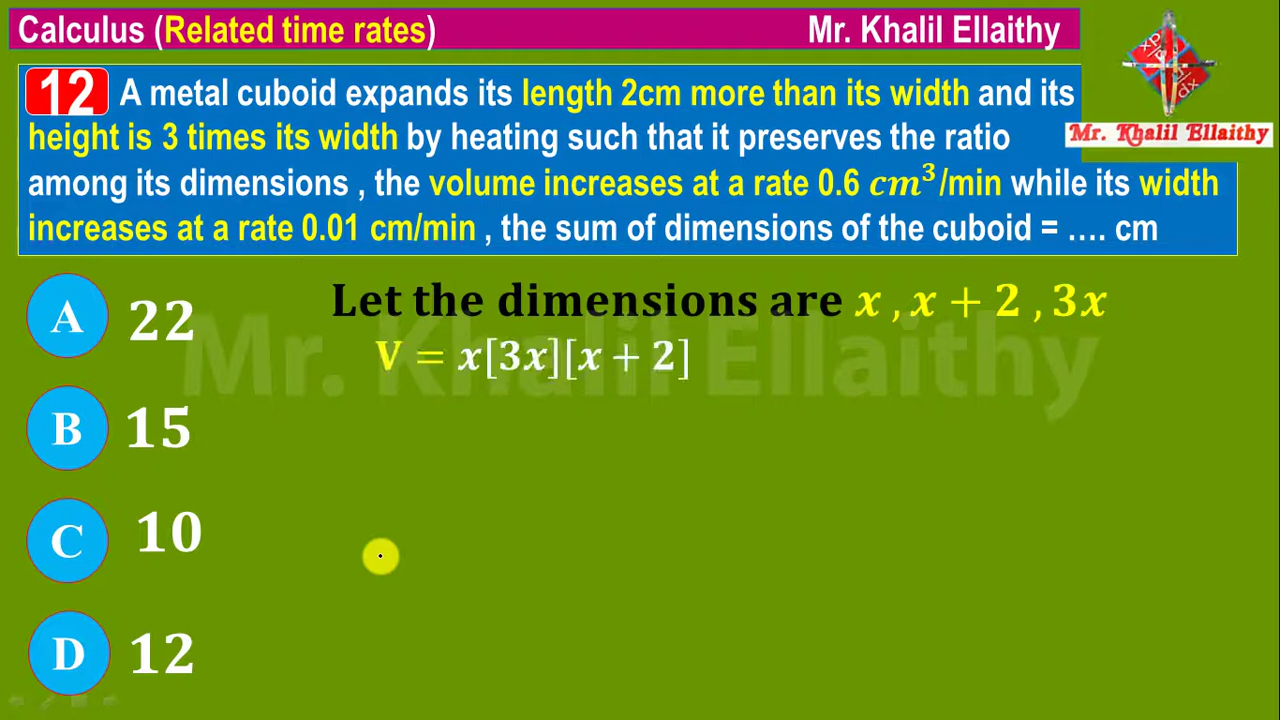 Calculus (Related time rates) Mr. Khalil Ellaithy
12 A metal cuboid expands its length 2cm more than its width and its
height is 3 times its width by heating such that it preserves the ratio
among its dimensions , the volume increases at a rate 0.6 cm³/min while its width
increases at a rate 0.01 cm/min , the sum of dimensions of the cuboid = .... cm
Mr. Khalil Ellaithy
Let the dimensions are x , x + 2 , 3x
V = x[3x][x + 2]
Mr. Khalil Ellaithy
A 22
B 15
C 10
D 12